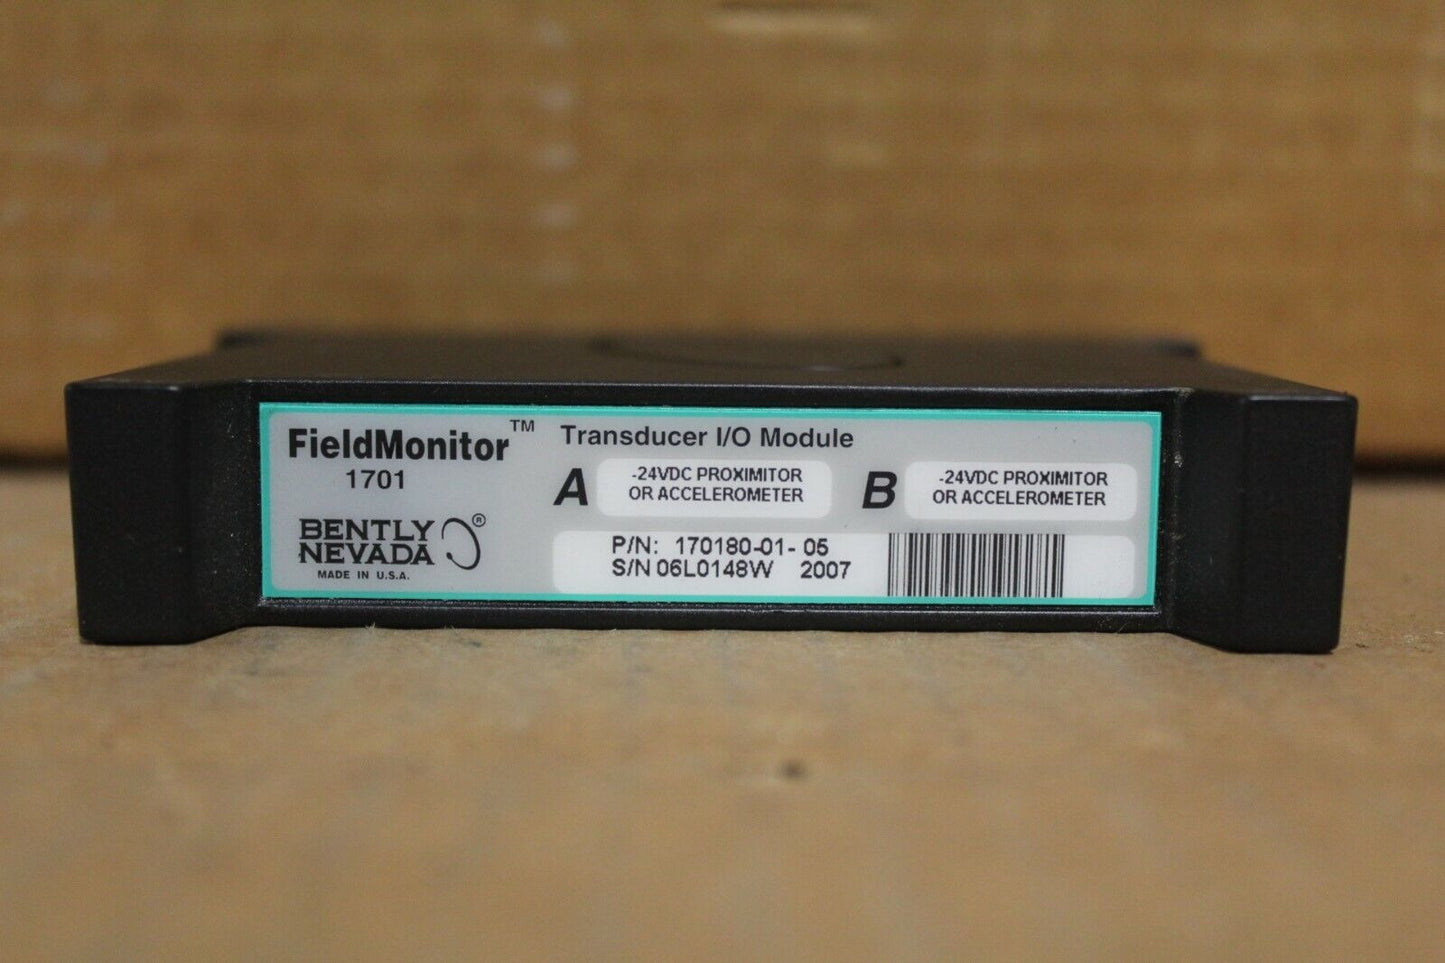 FieldMonitor™
1701
BENTLY
NEVADA ®
MADE IN U.S.A.
Transducer I/O Module
A
-24VDC PROXIMITOR
OR ACCELEROMETER
B
-24VDC PROXIMITOR
OR ACCELEROMETER
P/N: 170180-01- 05
S/N 06L0148W 2007